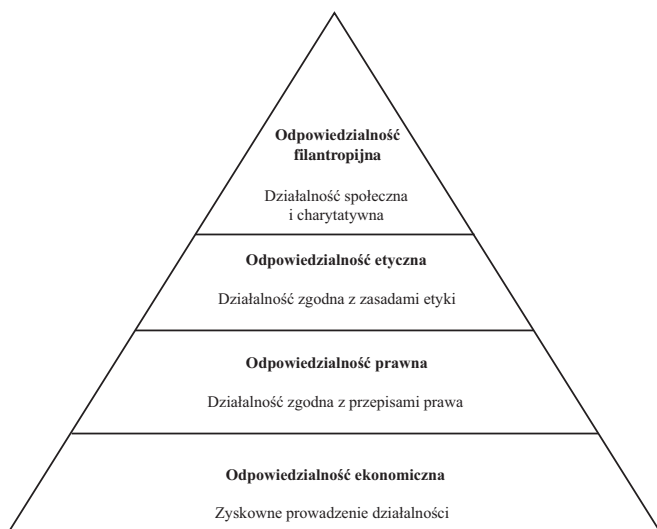 Odpowiedzialność
filantropijna
Działalność społeczna
i charytatywna
Odpowiedzialność etyczna
Działalność zgodna z zasadami etyki
Odpowiedzialność prawna
Działalność zgodna z przepisami prawa
Odpowiedzialność ekonomiczna
Zyskowne prowadzenie działalności